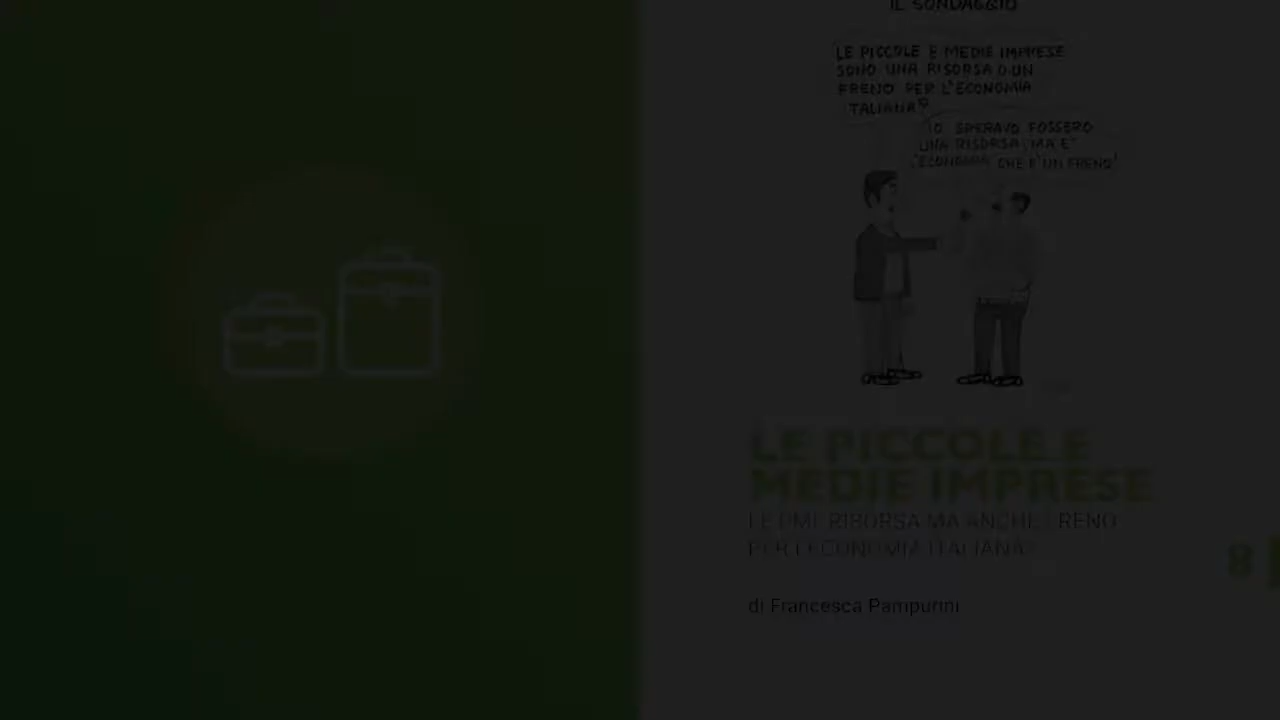 IL SONDAGGIO
LE PICCOLE E MEDIE IMPRESE
SONO UNA RISORSA O UN
FRENO PER L'ECONOMIA
ITALIANA?
IO SPERAVO FOSSERO
UNA RISORSA, MA E'
L'ECONOMIA CHE E' UN FRENO!
LE PICCOLE E
MEDIE IMPRESE
LE PMI RISORSA MA ANCHE FRENO
PER L'ECONOMIA ITALIANA?
8
di Francesca Pampurini